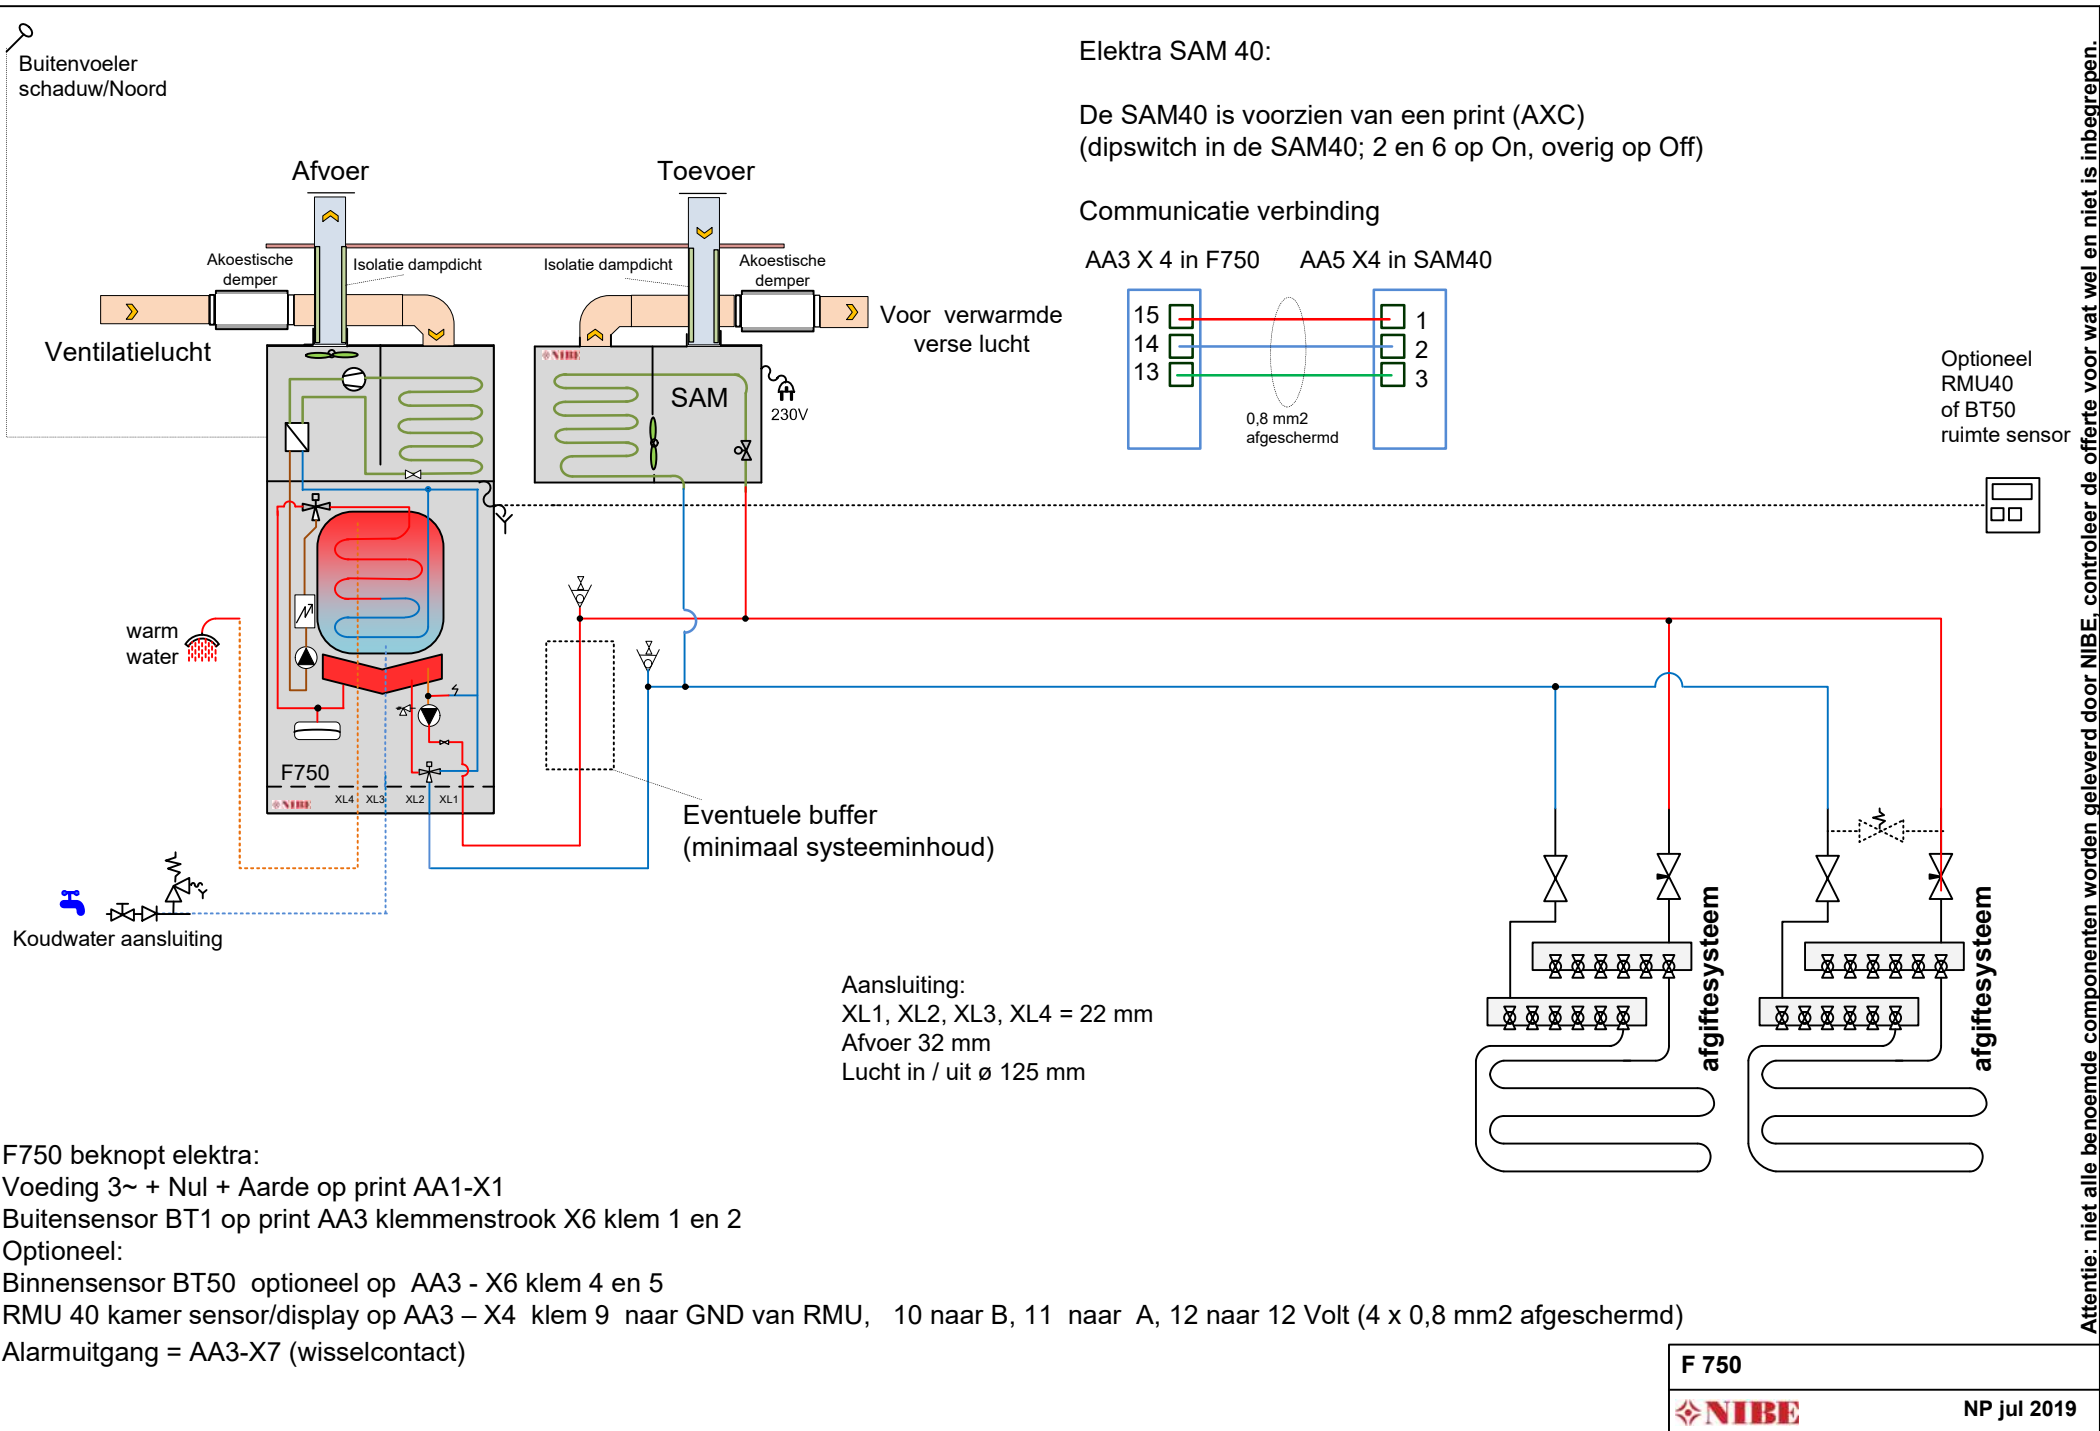 Buitenvoeler
schaduw/Noord
Afvoer
Toevoer
Akoestische
demper
Isolatie dampdicht
Isolatie dampdicht
Akoestische
demper
Ventilatielucht
Voor verwarmde
verse lucht
NIBE
SAM
230V
Elektra SAM 40:
De SAM40 is voorzien van een print (AXC)
(dipswitch in de SAM40; 2 en 6 op On, overig op Off)
Communicatie verbinding
AA3 X 4 in F750
AA5 X4 in SAM40
15
14
13
1
2
3
0,8 mm2
afgeschermd
Optioneel
RMU40
of BT50
ruimte sensor
warm
water
F750
NIBE
XL4
XL3
XL2
XL1
Eventuele buffer
(minimaal systeeminhoud)
Koudwater aansluiting
Aansluiting:
XL1, XL2, XL3, XL4 = 22 mm
Afvoer 32 mm
Lucht in / uit ø 125 mm
afgiftesysteem
afgiftesysteem
F750 beknopt elektra:
Voeding 3~ + Nul + Aarde op print AA1-X1
Buitensensor BT1 op print AA3 klemmenstrook X6 klem 1 en 2
Optioneel:
Binnensensor BT50 optioneel op AA3 - X6 klem 4 en 5
RMU 40 kamer sensor/display op AA3 – X4 klem 9 naar GND van RMU, 10 naar B, 11 naar A, 12 naar 12 Volt (4 x 0,8 mm2 afgeschermd)
Alarmuitgang = AA3-X7 (wisselcontact)
Attentie: niet alle benoemde componenten worden geleverd door NIBE, controleer de offerte voor wat wel en niet is inbegrepen.
F 750
NIBE
NP jul 2019